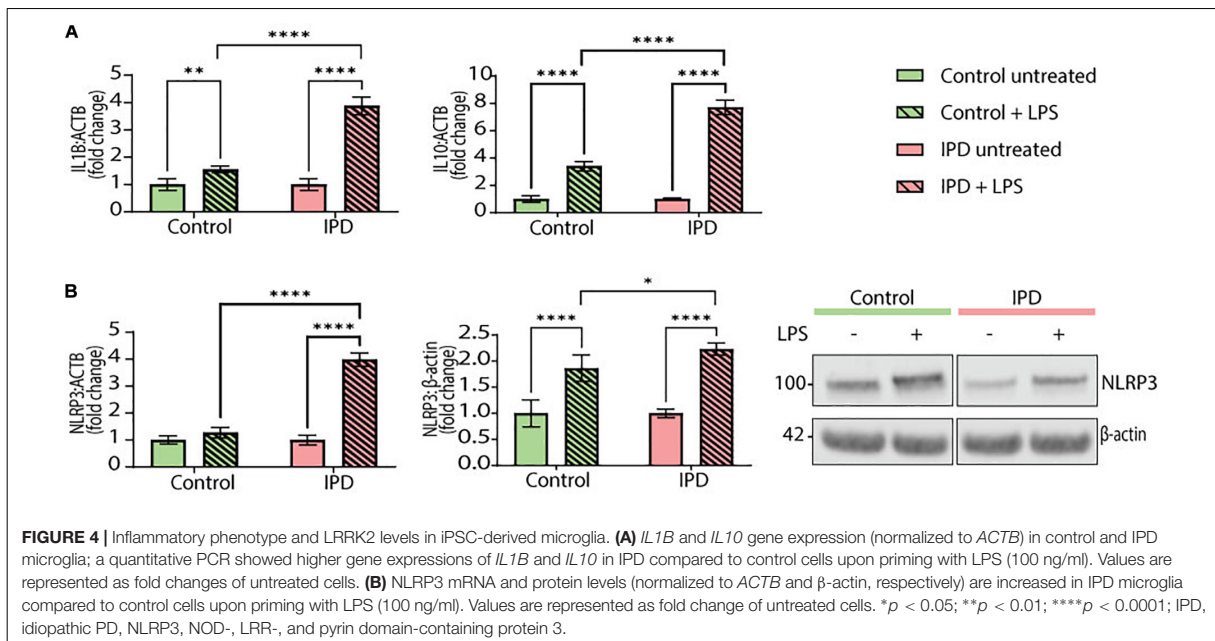 A
****
**
****
IL1B:ACTB
(fold change)
5
4
3
2
1
0
Control
IPD
****
****
****
IL10:ACTB
(fold change)
10
8
6
4
2
0
Control
IPD
Control untreated
Control + LPS
IPD untreated
IPD + LPS
B
****
****
NLRP3:ACTB
(fold change)
5
4
3
2
1
0
Control
IPD
*
****
****
NLRP3: β-actin
(fold change)
2.5
2.0
1.5
1.0
0.5
0.0
Control
IPD
Control IPD
LPS - + - +
100 NLRP3
42 β-actin
FIGURE 4 | Inflammatory phenotype and LRRK2 levels in iPSC-derived microglia. (A) IL1B and IL10 gene expression (normalized to ACTB) in control and IPD
microglia; a quantitative PCR showed higher gene expressions of IL1B and IL10 in IPD compared to control cells upon priming with LPS (100 ng/ml). Values are
represented as fold changes of untreated cells. (B) NLRP3 mRNA and protein levels (normalized to ACTB and β-actin, respectively) are increased in IPD microglia
compared to control cells upon priming with LPS (100 ng/ml). Values are represented as fold change of untreated cells. *p < 0.05; **p < 0.01; ****p < 0.0001; IPD,
idiopathic PD, NLRP3, NOD-, LRR-, and pyrin domain-containing protein 3.